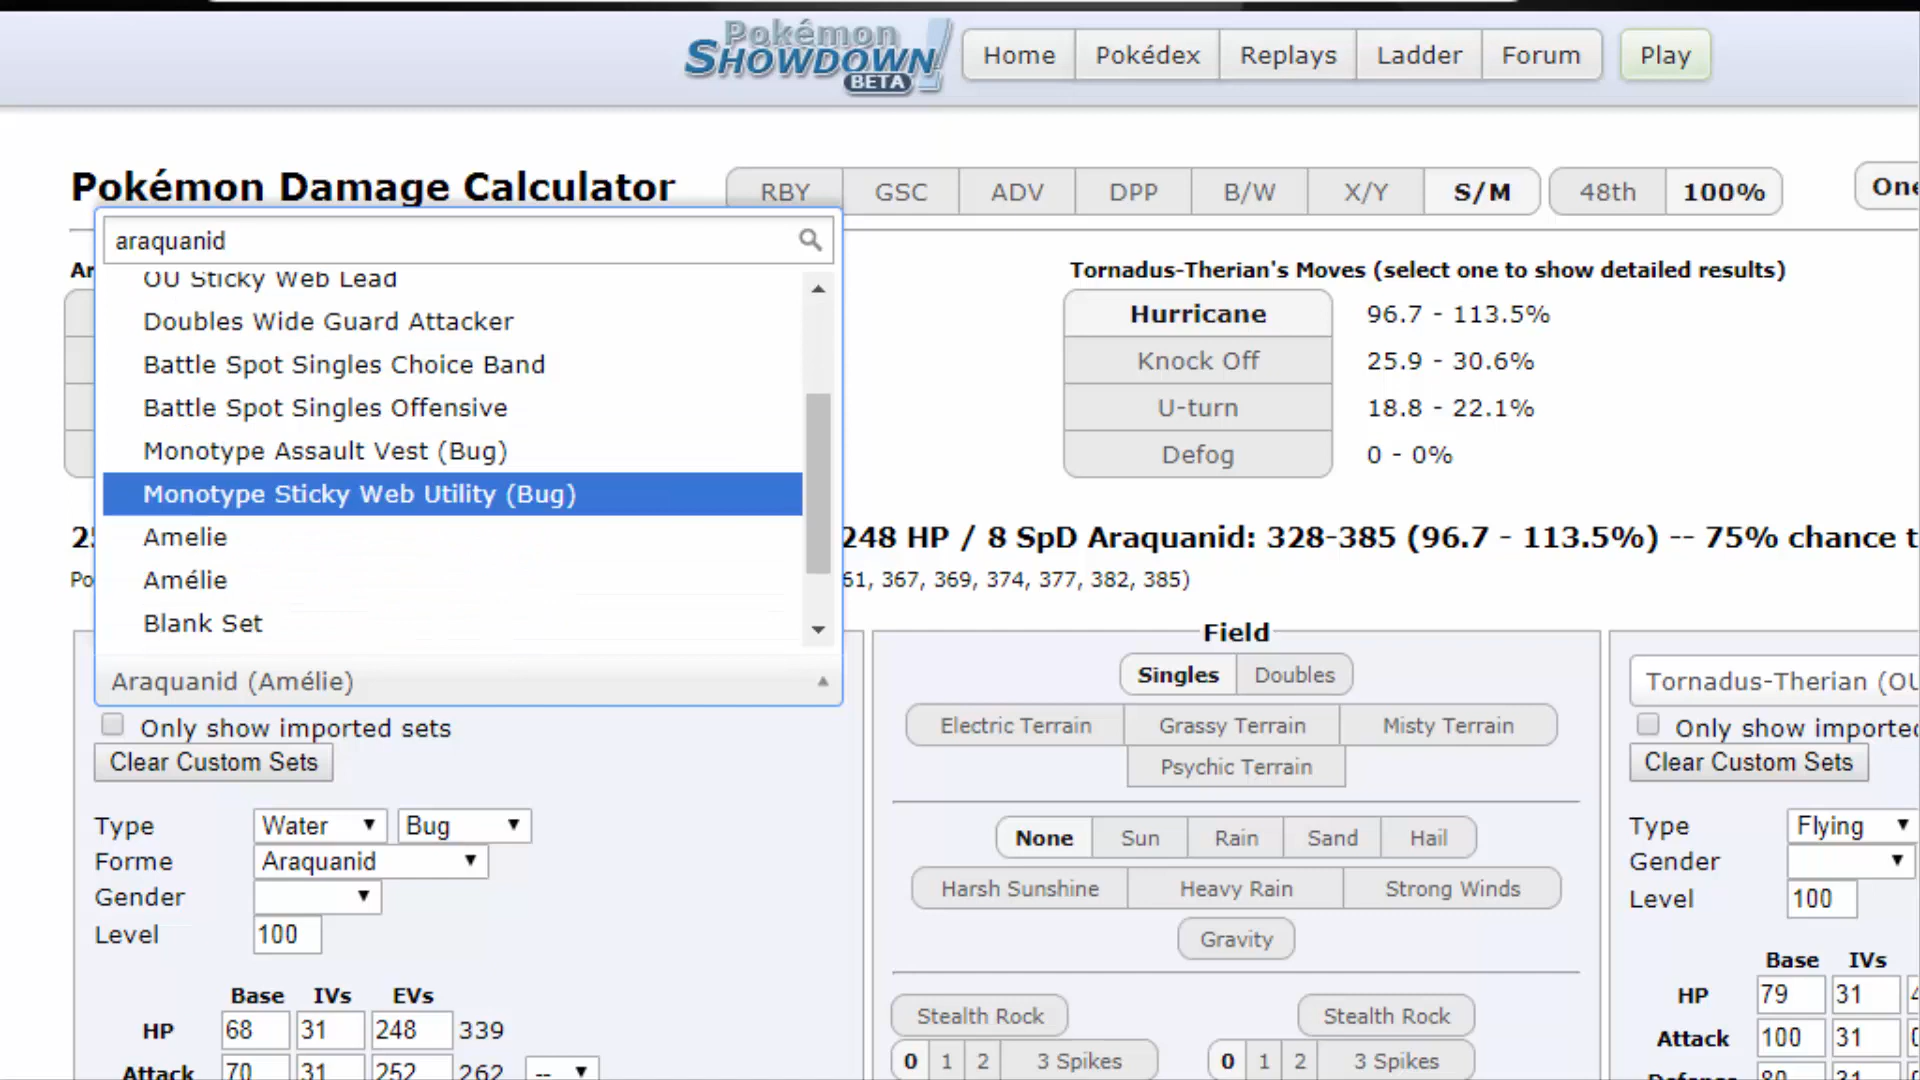 Pokémon
SHOWDOWN!
BETA
Home
Pokédex
Replays
Ladder
Forum
Play
Pokémon Damage Calculator
RBY
GSC
ADV
DPP
B/W
X/Y
S/M
48th
100%
One
araquanid
OU Sticky Web Lead
Doubles Wide Guard Attacker
Battle Spot Singles Choice Band
Battle Spot Singles Offensive
Monotype Assault Vest (Bug)
Monotype Sticky Web Utility (Bug)
Amelie
Amélie
Blank Set
Araquanid (Amélie)
Tornadus-Therian's Moves (select one to show detailed results)
Hurricane 96.7 - 113.5%
Knock Off 25.9 - 30.6%
U-turn 18.8 - 22.1%
Defog 0 - 0%
248 HP / 8 SpD Araquanid: 328-385 (96.7 - 113.5%) -- 75% chance t
61, 367, 369, 374, 377, 382, 385)
Only show imported sets
Clear Custom Sets
Type Water Bug
Forme Araquanid
Gender
Level 100
Base IVs EVs
HP 68 31 248 339
Attack 70 31 252 262 --
Field
Singles Doubles
Electric Terrain Grassy Terrain Misty Terrain
Psychic Terrain
None Sun Rain Sand Hail
Harsh Sunshine Heavy Rain Strong Winds
Gravity
Stealth Rock Stealth Rock
0 1 2 3 Spikes 0 1 2 3 Spikes
Tornadus-Therian (OU
Only show imported
Clear Custom Sets
Type Flying
Gender
Level 100
Base IVs
HP 79 31
Attack 100 31
Defense 80 31